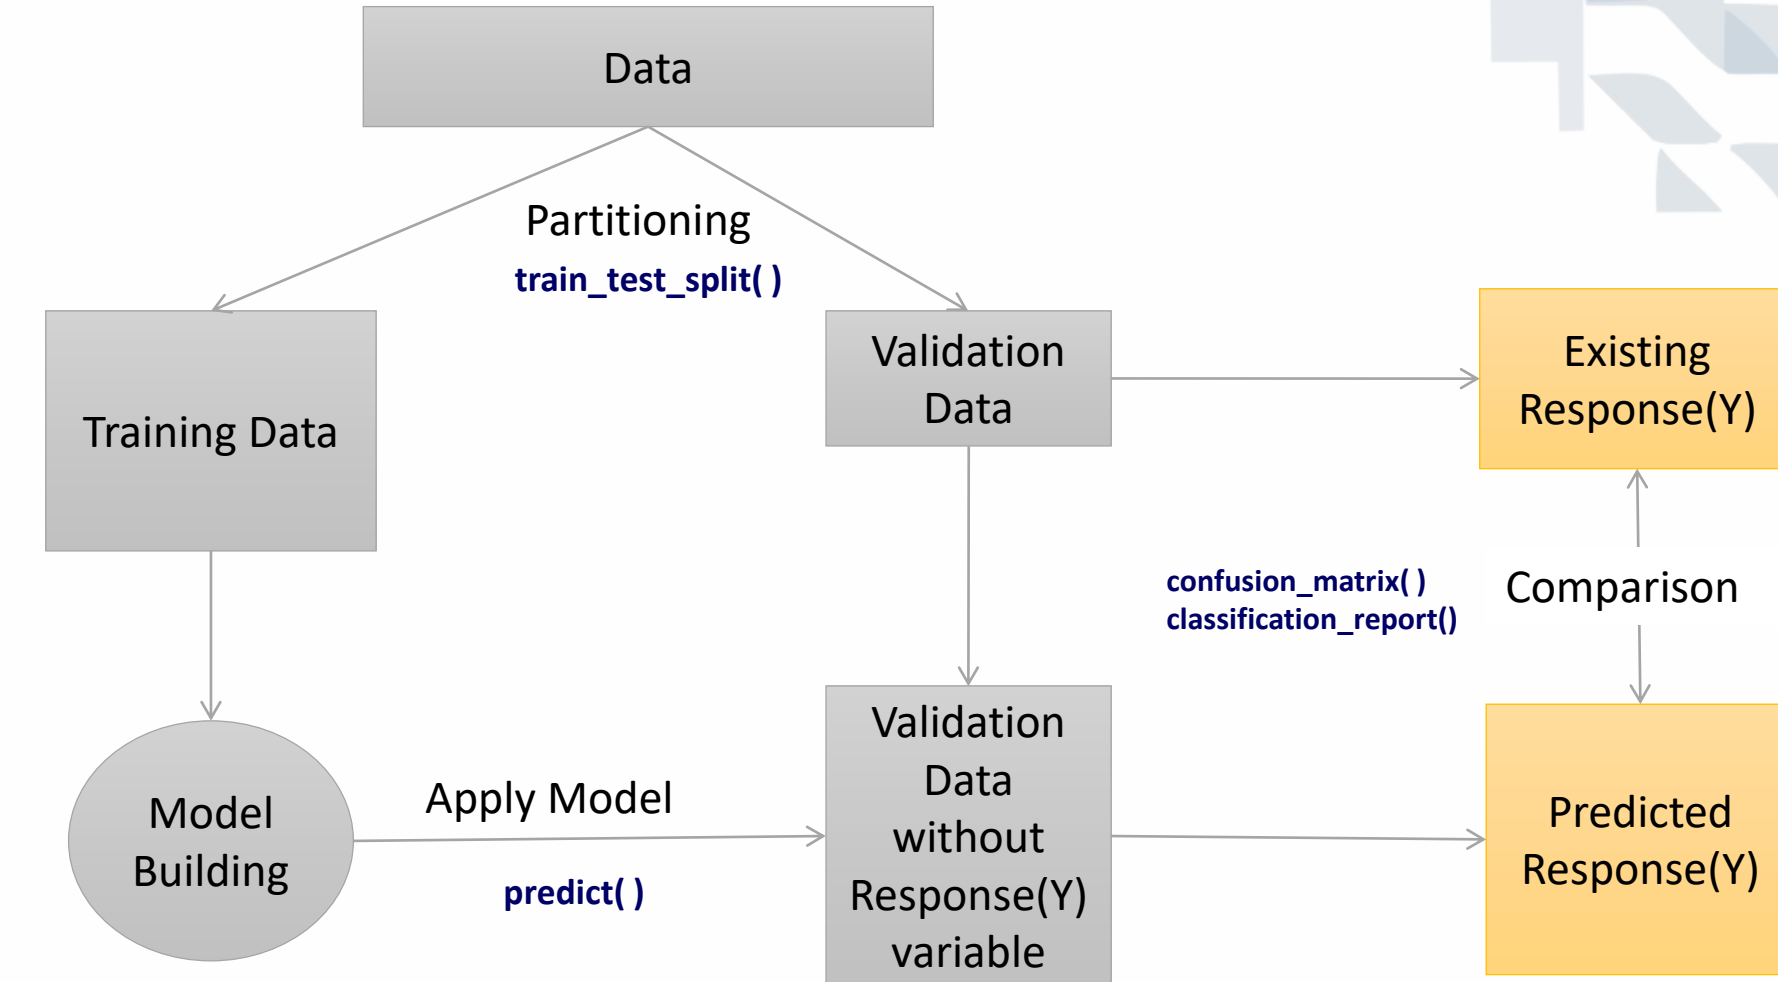 Data
Partitioning
train_test_split( )
Training Data
Validation
Data
Existing
Response(Y)
confusion_matrix( )
classification_report()
Comparison
Model
Building
Apply Model
predict( )
Validation
Data
without
Response(Y)
variable
Predicted
Response(Y)